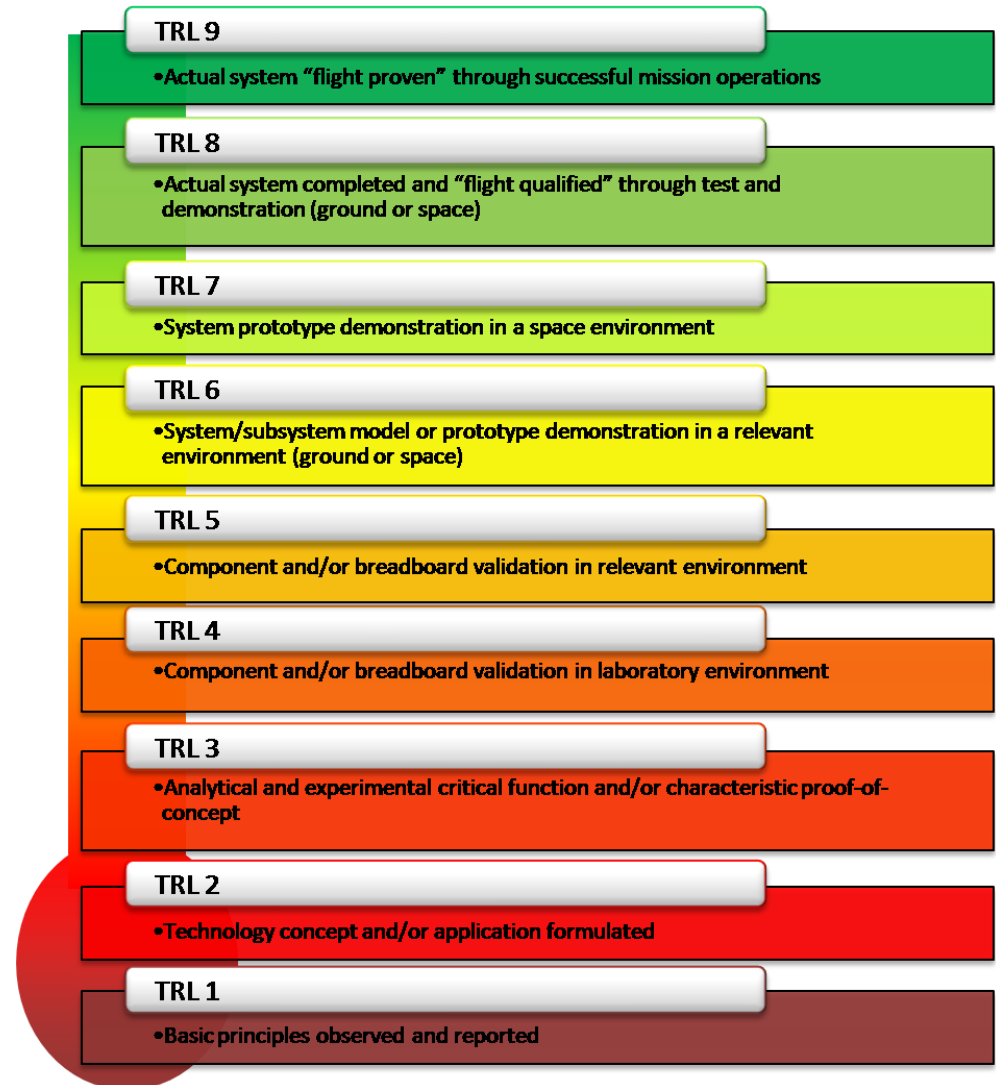 TRL 9
•Actual system “flight proven” through successful mission operations
TRL 8
•Actual system completed and “flight qualified” through test and
demonstration (ground or space)
TRL 7
•System prototype demonstration in a space environment
TRL 6
•System/subsystem model or prototype demonstration in a relevant
environment (ground or space)
TRL 5
•Component and/or breadboard validation in relevant environment
TRL 4
•Component and/or breadboard validation in laboratory environment
TRL 3
•Analytical and experimental critical function and/or characteristic proof-of-
concept
TRL 2
•Technology concept and/or application formulated
TRL 1
•Basic principles observed and reported